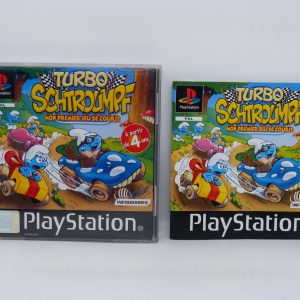 TURBO
SCHTROUMPF
MON PREMIER JEU DE COURSE
à partir
de 4 ans
INFOGRAMES
PlayStation
TURBO
SCHTROUMPF
MON PREMIER JEU DE COURSE
PAL
PlayStation